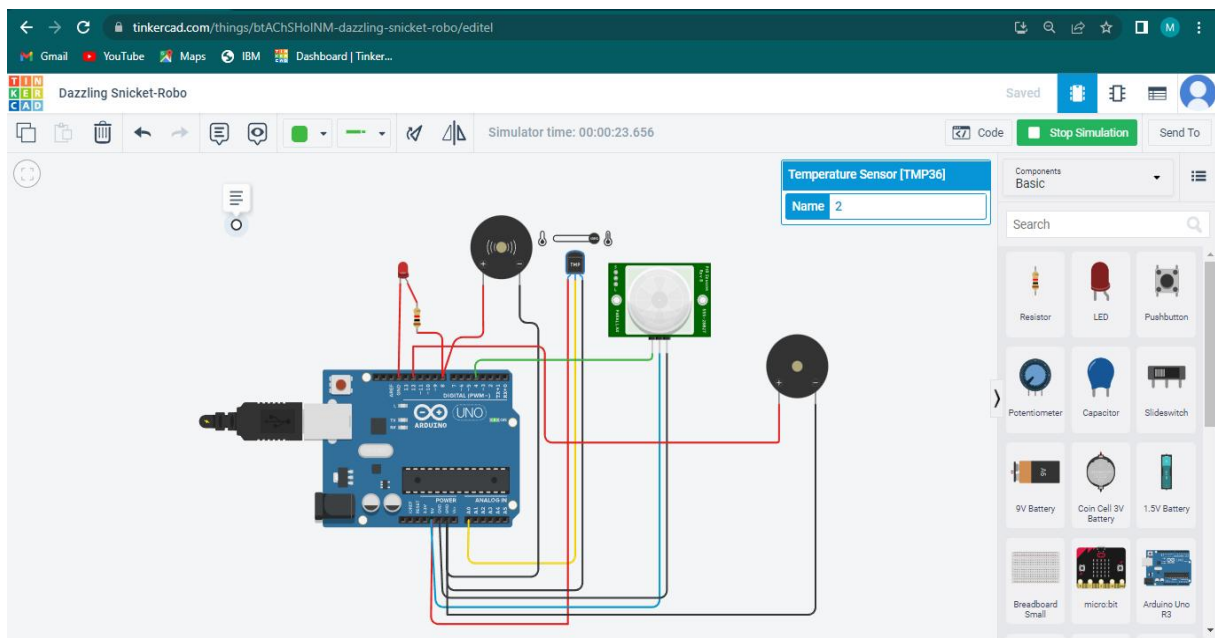 tinkercad.com/things/btAChSHoINM-dazzling-snicket-robo/editel
M
Gmail YouTube Maps IBM Dashboard | Tinker...
TIN
KER
CAD
Dazzling Snicket-Robo
Saved
Simulator time: 00:00:23.656
Code
Stop Simulation
Send To
Temperature Sensor [TMP36]
Name 2
Components
Basic
Search
TMP
Resistor LED Pushbutton
Potentiometer Capacitor Slideswitch
9V Battery Coin Cell 3V Battery 1.5V Battery
Breadboard Small micro:bit Arduino Uno R3
DIGITAL (PWM~)
UNO
ARDUINO
POWER ANALOG IN